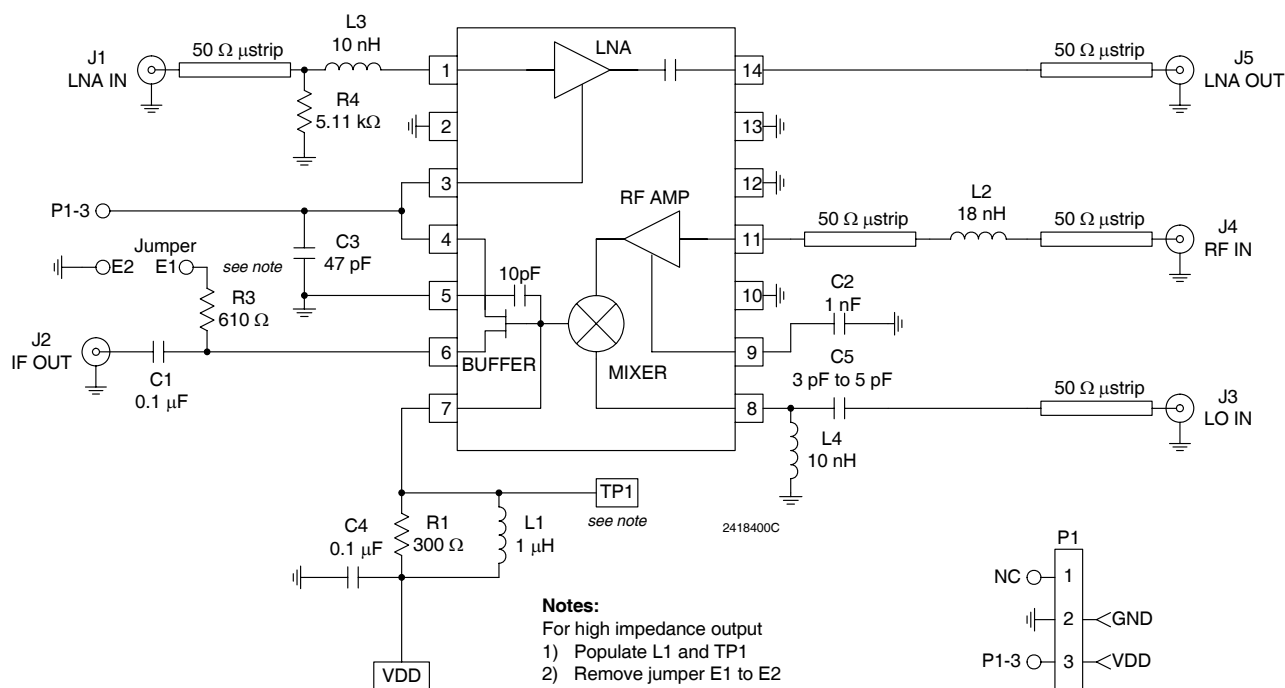 L3
10 nH
50 Ω µstrip
J1
LNA IN
R4
5.11 kΩ
1
2
3
4
5
6
7
LNA
14
13
12
11
10
9
8
50 Ω µstrip
J5
LNA OUT
P1-3
C3
47 pF
see note
Jumper
E2
E1
R3
610 Ω
J2
IF OUT
C1
0.1 µF
RF AMP
10pF
BUFFER
MIXER
50 Ω µstrip
L2
18 nH
50 Ω µstrip
J4
RF IN
C2
1 nF
C5
3 pF to 5 pF
50 Ω µstrip
J3
LO IN
L4
10 nH
TP1
see note
2418400C
C4
0.1 µF
R1
300 Ω
L1
1 µH
VDD
Notes:
For high impedance output
1) Populate L1 and TP1
2) Remove jumper E1 to E2
P1
NC
1
2
GND
P1-3
3
VDD